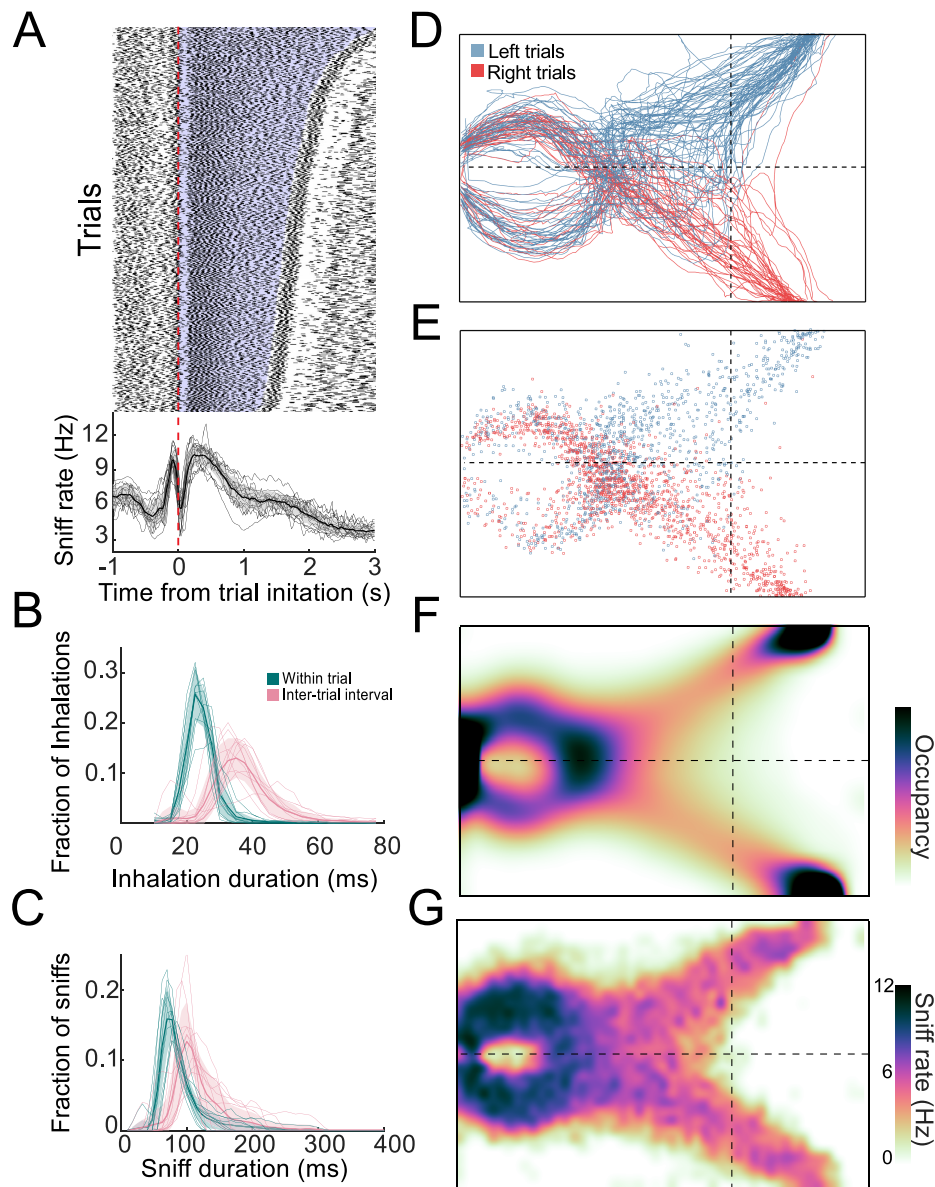 A
Trials
Sniff rate (Hz)
12
9
6
3
-1 0 1 2 3
Time from trial initation (s)
B
Fraction of Inhalations
0.3
0.2
0.1
Within trial
Inter-trial interval
0 20 40 60 80
Inhalation duration (ms)
C
Fraction of sniffs
0.2
0.1
0
0 100 200 300 400
Sniff duration (ms)
D
Left trials
Right trials
E
F
Occupancy
G
12
6
0
Sniff rate (Hz)